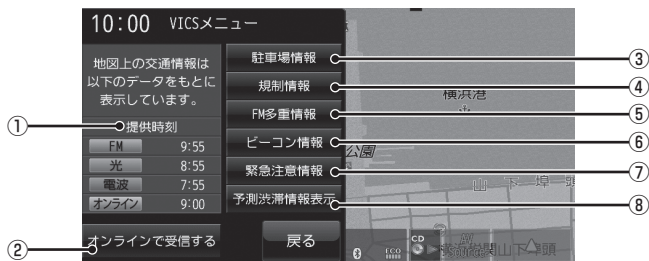 10:00 VICSメニュー
地図上の交通情報は
以下のデータをもとに
表示しています。
① 提供時刻
FM 9:55
光 8:55
電波 7:55
オンライン 9:00
② オンラインで受信する
戻る
駐車場情報 ③
規制情報 ④
FM多重情報 ⑤
ビーコン情報 ⑥
緊急注意情報 ⑦
予測渋滞情報表示 ⑧
横浜港
公園
山下埠頭
ECO
CD